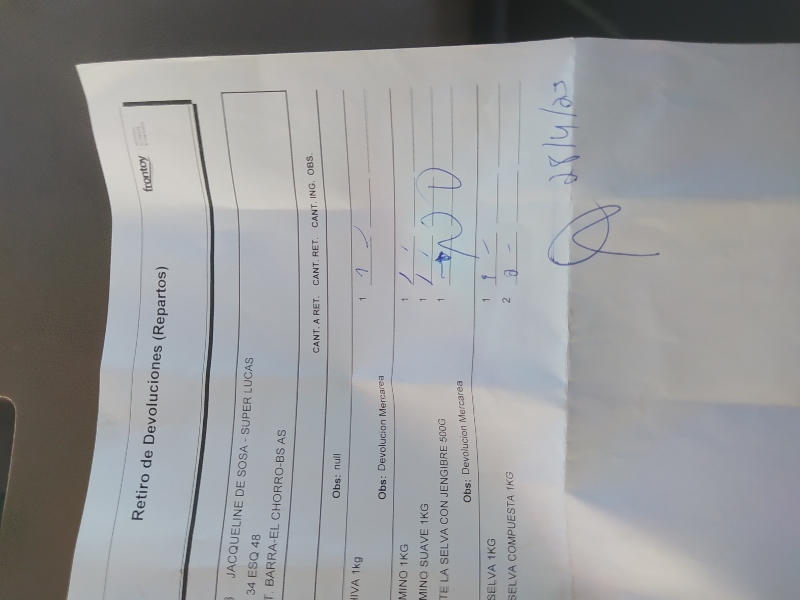 Retiro de Devoluciones (Repartos)
frontoy
JACQUELINE DE SOSA - SUPER LUCAS
34 ESQ 48
T. BARRA-EL CHORRO-BS AS
CANT. A RET. CANT. RET. CANT. ING. OBS.
Obs: null
HIVA 1kg 1 1
Obs: Devolucion Mercarea
MINO 1KG 1
MINO SUAVE 1KG 1
TE LA SELVA CON JENGIBRE 500G 1 NO
Obs: Devolucion Mercarea
SELVA 1KG 1 1
SELVA COMPUESTA 1KG 2 2
28/4/23